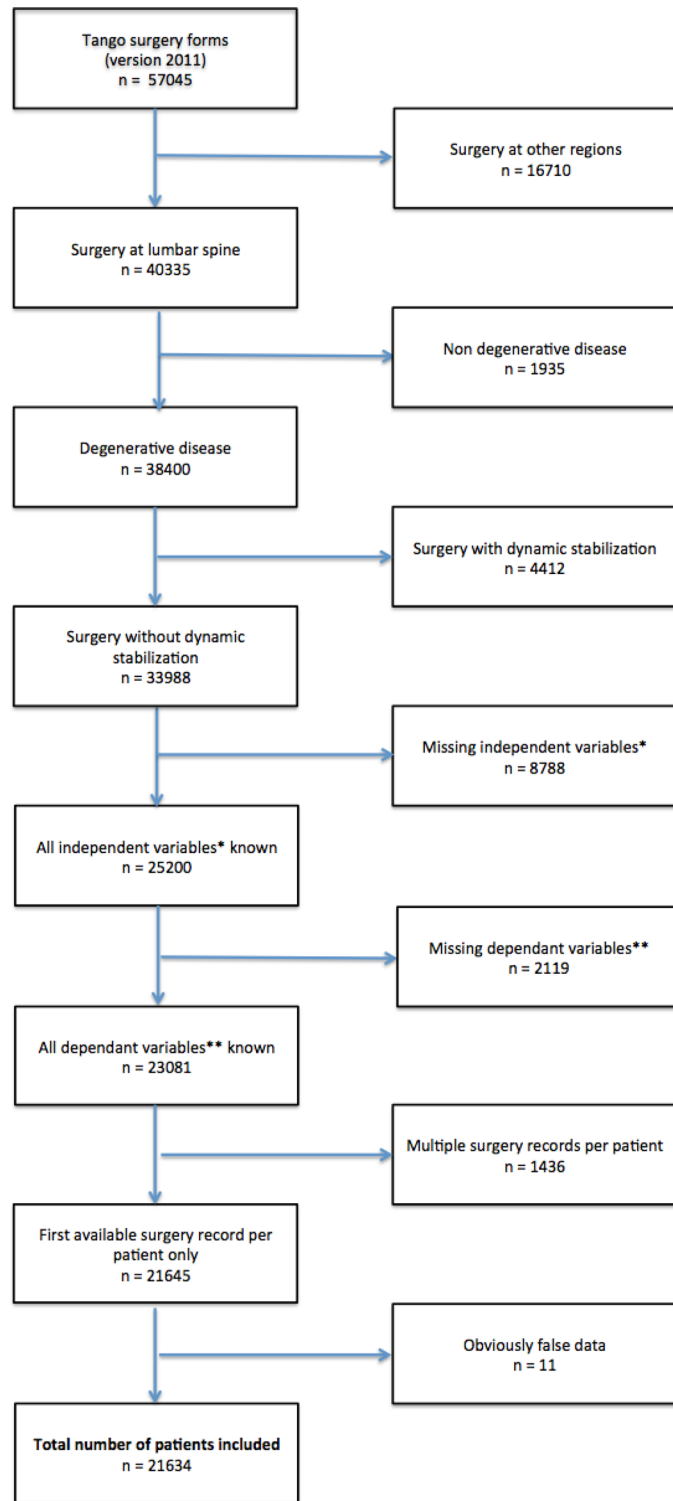 Tango surgery forms
(version 2011)
n =  57045
Surgery at other regions
n = 16710
Surgery at lumbar spine
n = 40335
Non degenerative disease
n = 1935
Degenerative disease
n = 38400
Surgery with dynamic stabilization
n = 4412
Surgery without dynamic
stabilization
n = 33988
Missing independent variables*
n = 8788
All independent variables* known
n = 25200
Missing dependant variables**
n = 2119
All dependant variables** known
n = 23081
Multiple surgery records per patient
n = 1436
First available surgery record per
patient only
n = 21645
Obviously false data
n = 11
Total number of patients included
n = 21634